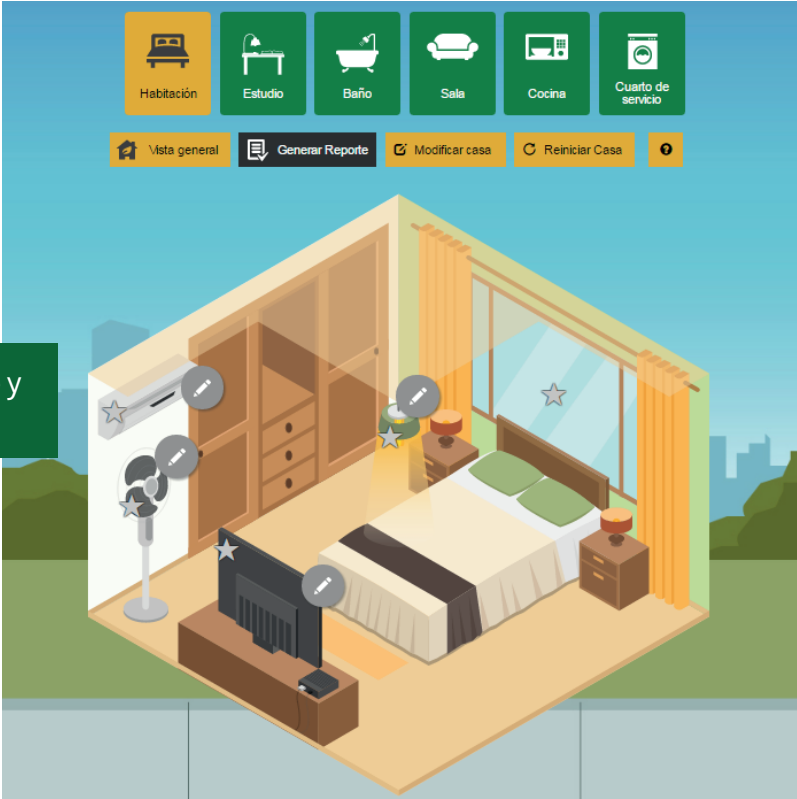 Habitación
Estudio
Baño
Sala
Cocina
Cuarto de
servicio
Vista general
Generar Reporte
Modificar casa
Reiniciar Casa
?
y